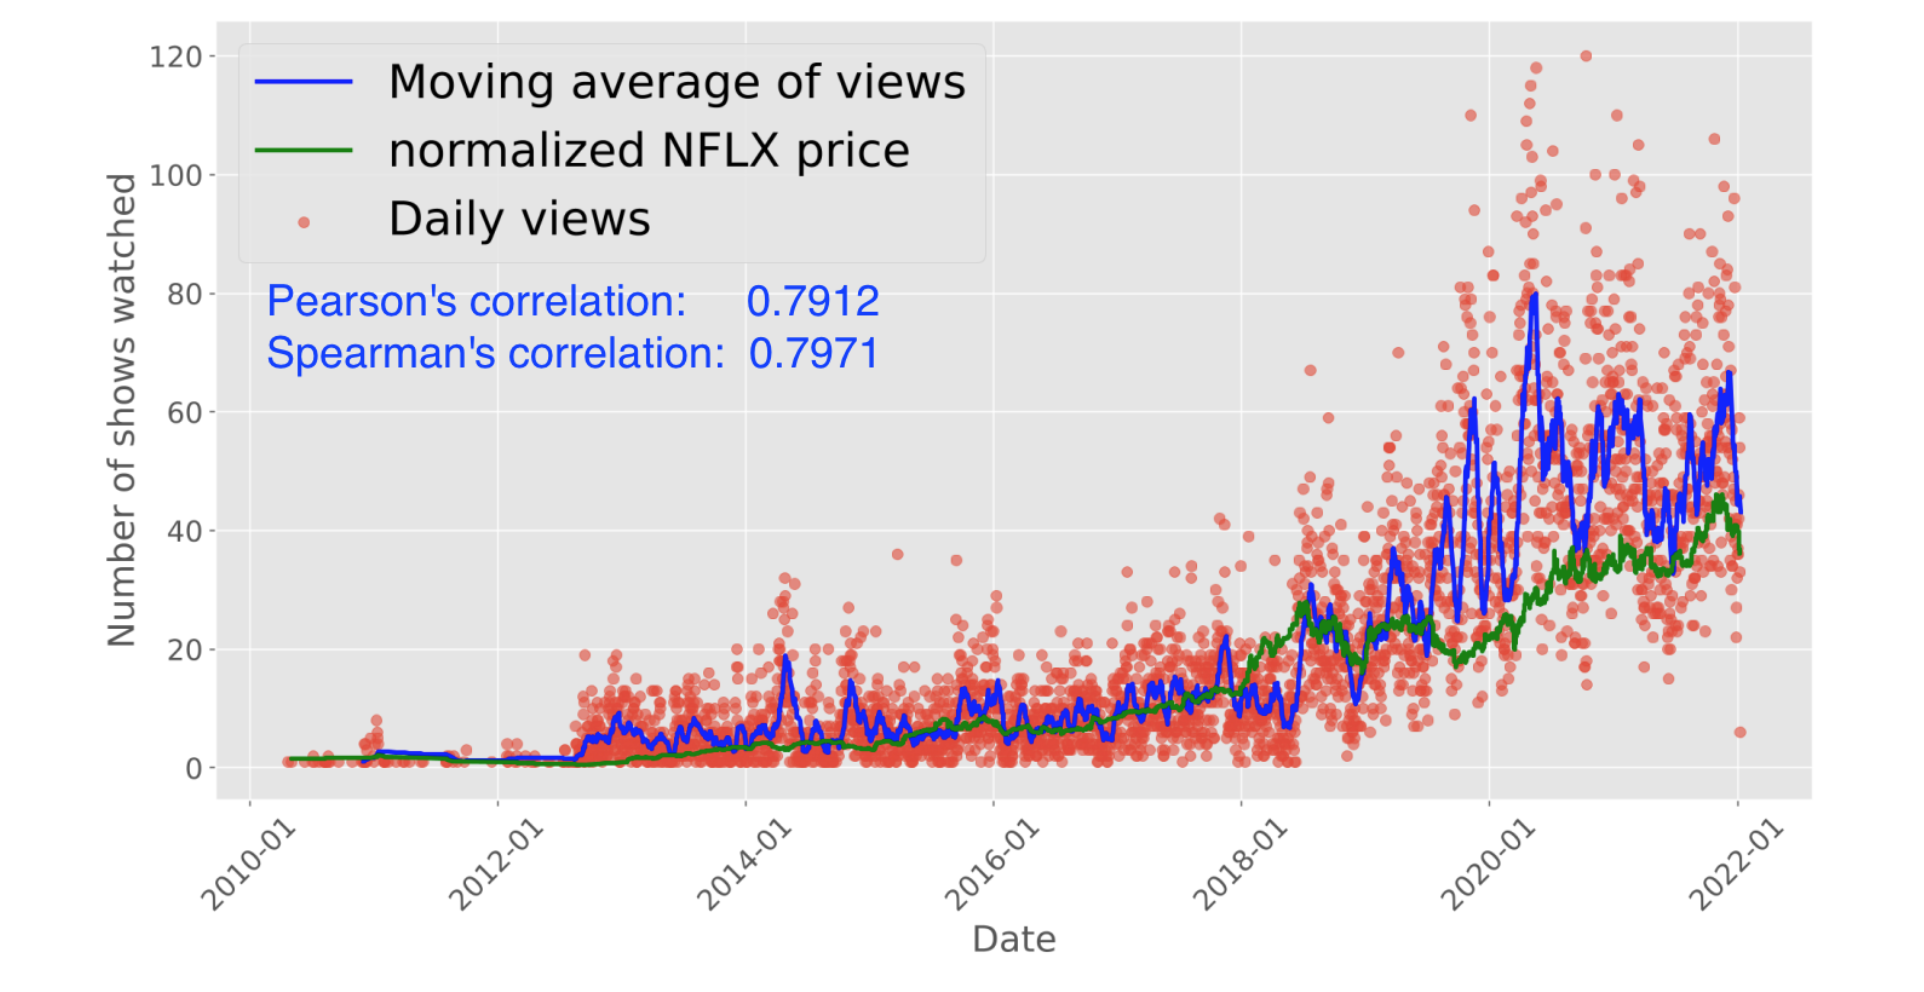 120
100
80
60
40
20
0
Number of shows watched
Moving average of views
normalized NFLX price
Daily views
Pearson's correlation: 0.7912
Spearman's correlation: 0.7971
2010-01
2012-01
2014-01
2016-01
2018-01
2020-01
2022-01
Date